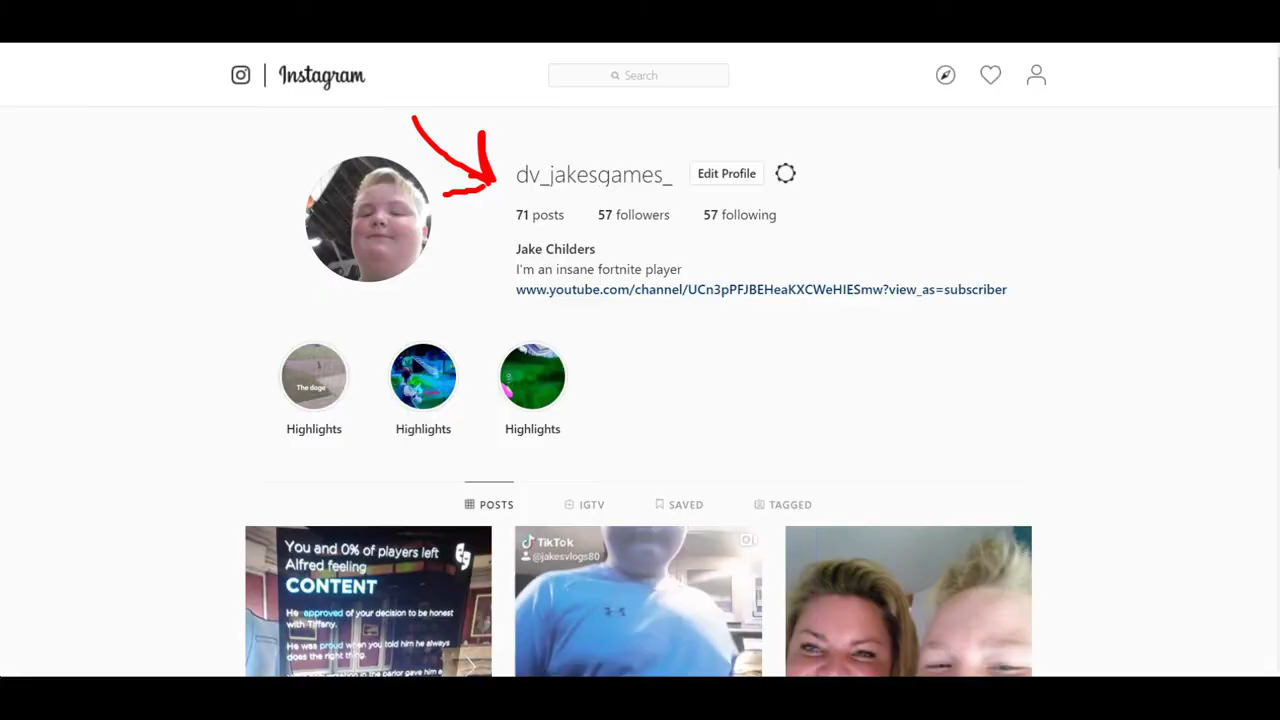 Instagram
Search
dv_jakesgames_ Edit Profile
71 posts 57 followers 57 following
Jake Childers
I'm an insane fortnite player
www.youtube.com/channel/UCn3pPFJBEHeaKXCWeHIESmw?view_as=subscriber
The doge
Highlights Highlights Highlights
POSTS IGTV SAVED TAGGED
You and 0% of players left
Alfred feeling
CONTENT
He approved of your decision to be honest
with Tiffany.
He was proud when you told him he always
does the right thing.
TikTok
@jakesvlogs80